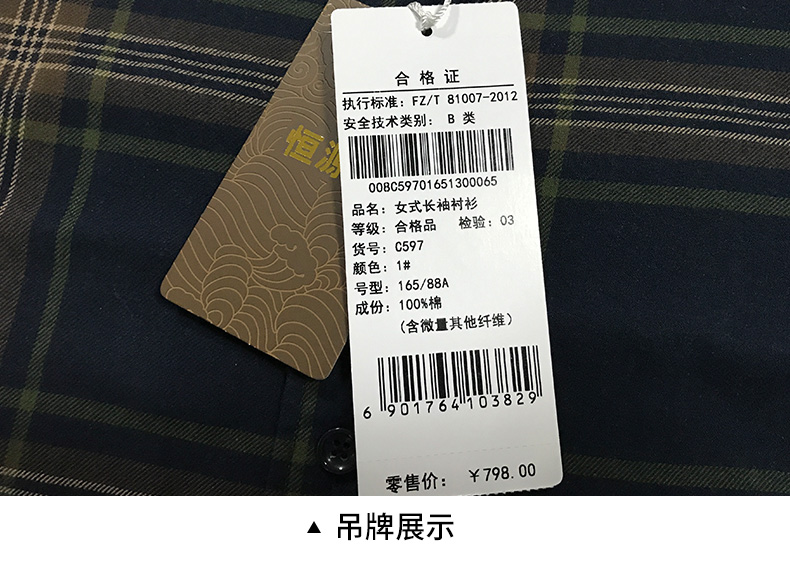 恒源
合格证
执行标准：FZ/T 81007-2012
安全技术类别： B 类
008C59701651300065
品名：女式长袖衬衫
等级：合格品 检验：03
货号：C597
颜色：1#
号型：165/88A
成份：100%棉
（含微量其他纤维）
6 901764 103829
零售价： ￥798.00
▲ 吊牌展示